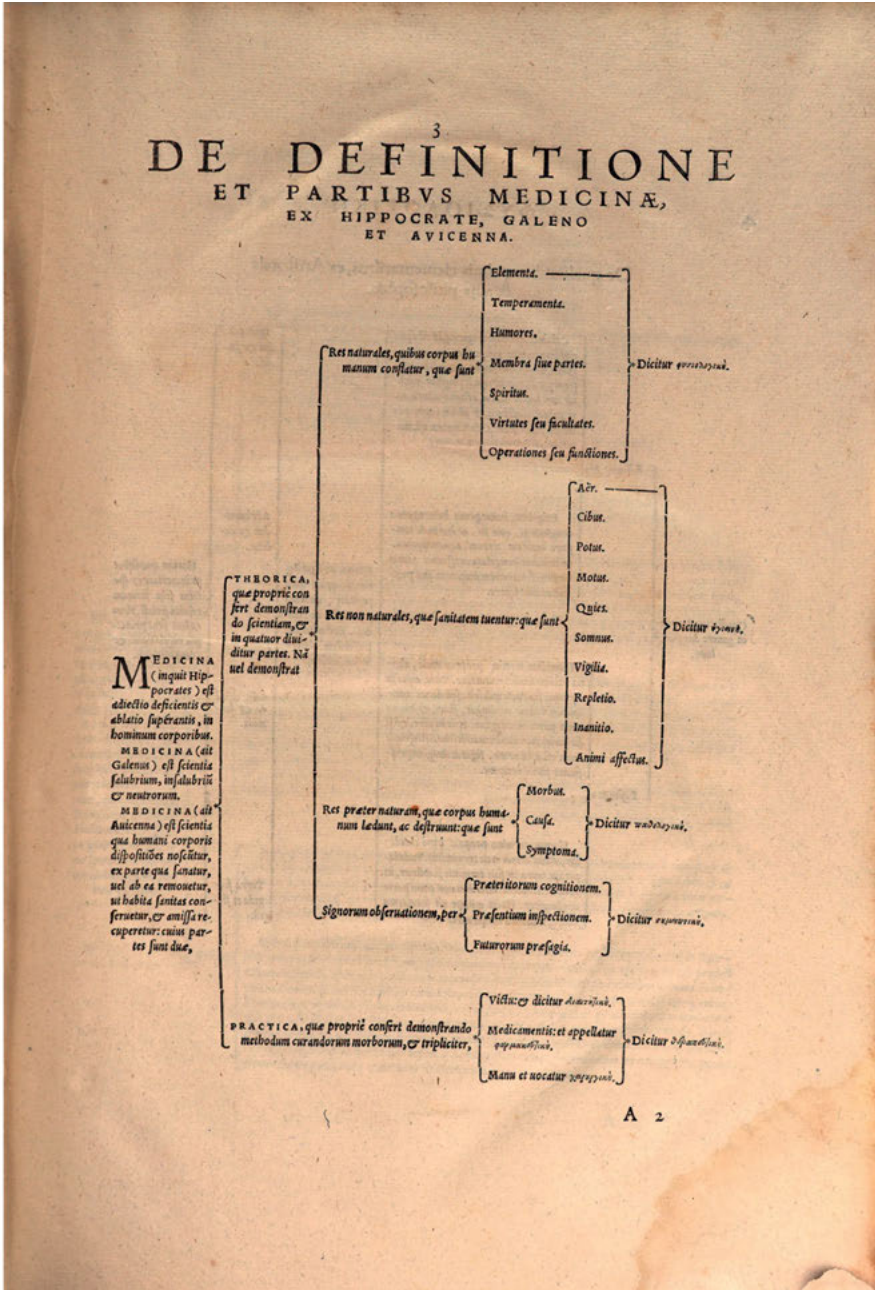 3
DE DEFINITIONE
ET PARTIBVS MEDICINÆ,
EX HIPPOCRATE, GALENO
ET AVICENNA.
MEDICINA
(inquit Hip-
pocrates) est
adiectio deficientis &
ablatio superantis, in
hominum corporibus.
MEDICINA (ait
Galenus) est scientia
salubrium, insalubriũ
& neutrorum.
MEDICINA (ait
Auicenna) est scientia
qua humani corporis
dispositiões noscũtur,
ex parte qua sanatur,
uel ab ea remouetur,
ut habita sanitas con-
seruetur, & amissa re-
cuperetur: cuius par-
tes sunt duæ,
THEORICA,
quæ propriè con
fert demonstran
do scientiam, &
in quatuor diui-
ditur partes. Nã
uel demonstrat
Res naturales, quibus corpus hu
manum constatur, quæ sunt
Elementa.
Temperamenta.
Humores.
Membra siue partes.
Spiritus.
Virtutes seu facultates.
Operationes seu functiones.
Dicitur φυσιολογικὴ.
Res non naturales, quæ sanitatem tuentur: quæ sunt
Aër.
Cibus.
Potus.
Motus.
Quies.
Somnus.
Vigilia.
Repletio.
Inanitio.
Animi affectus.
Dicitur
Res præter naturam, quæ corpus huma-
num lædunt, ac destruunt: quæ sunt
Morbus.
Causa.
Symptoma.
Dicitur παθολογικὴ.
Signorum obseruationem, per
Præteritorum cognitionem.
Præsentium inspectionem.
Futurorum præsagia.
Dicitur
PRACTICA, quæ propriè confert demonstrando
methodum curandorum morborum, & tripliciter,
Victu: & dicitur
Medicamentis: et appellatur
Manu et uocatur
Dicitur
A 2